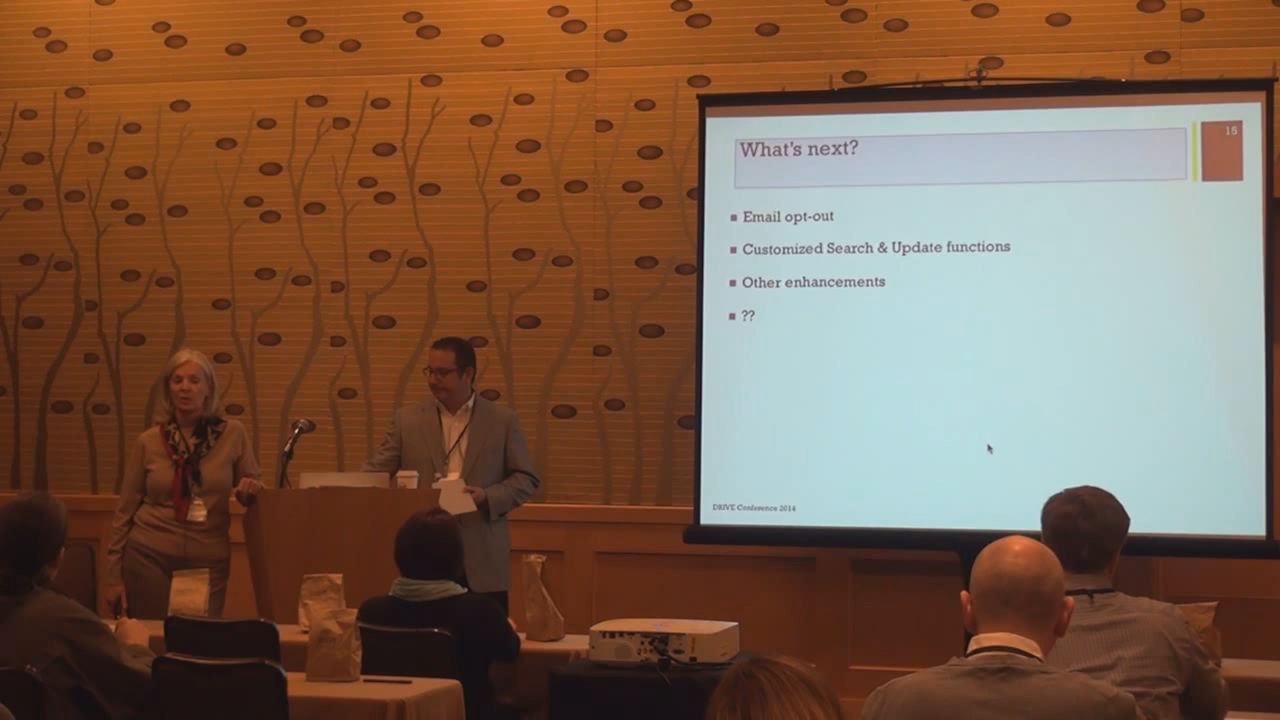 15
What's next?
Email opt-out
Customized Search & Update functions
Other enhancements
??
DRIVE Conference 2014